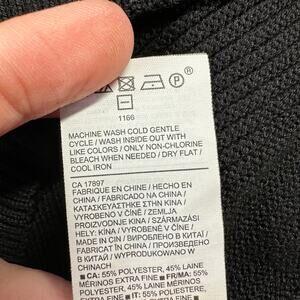 ®
P
1166
MACHINE WASH COLD GENTLE
CYCLE / WASH INSIDE OUT WITH
LIKE COLORS / ONLY NON-CHLORINE
BLEACH WHEN NEEDED / DRY FLAT /
COOL IRON
CA 17897
FABRIQUE EN CHINE / HECHO EN
CHINA / FABRICADO NA CHINA /
ΚΑΤΑΣΚΕΥΑΣΤΗΚΕ ΣΤΗΝ ΚΙΝΑ /
VYROBENO V ČÍNĚ / ZEMLJA
PROIZVODNJE KINA / SZÁRMAZÁSI
HELY: KÍNA / VYROBENÉ V ČÍNE /
MADE IN / ВИРОБЛЕНО В КИТАЇ /
FABRICAT ÎN / ПРОИЗВЕДЕНО
В КИТАЙ / WYPRODUKOWANO W
CHINACH
CA: 55% POLYESTER, 45% LAINE
MÉRINOS EXTRA FINE FR/MA: 55%
POLYESTER, 45% LAINE MÉRINOS
EXTRA FINE IT: 55% POLIESTERE,